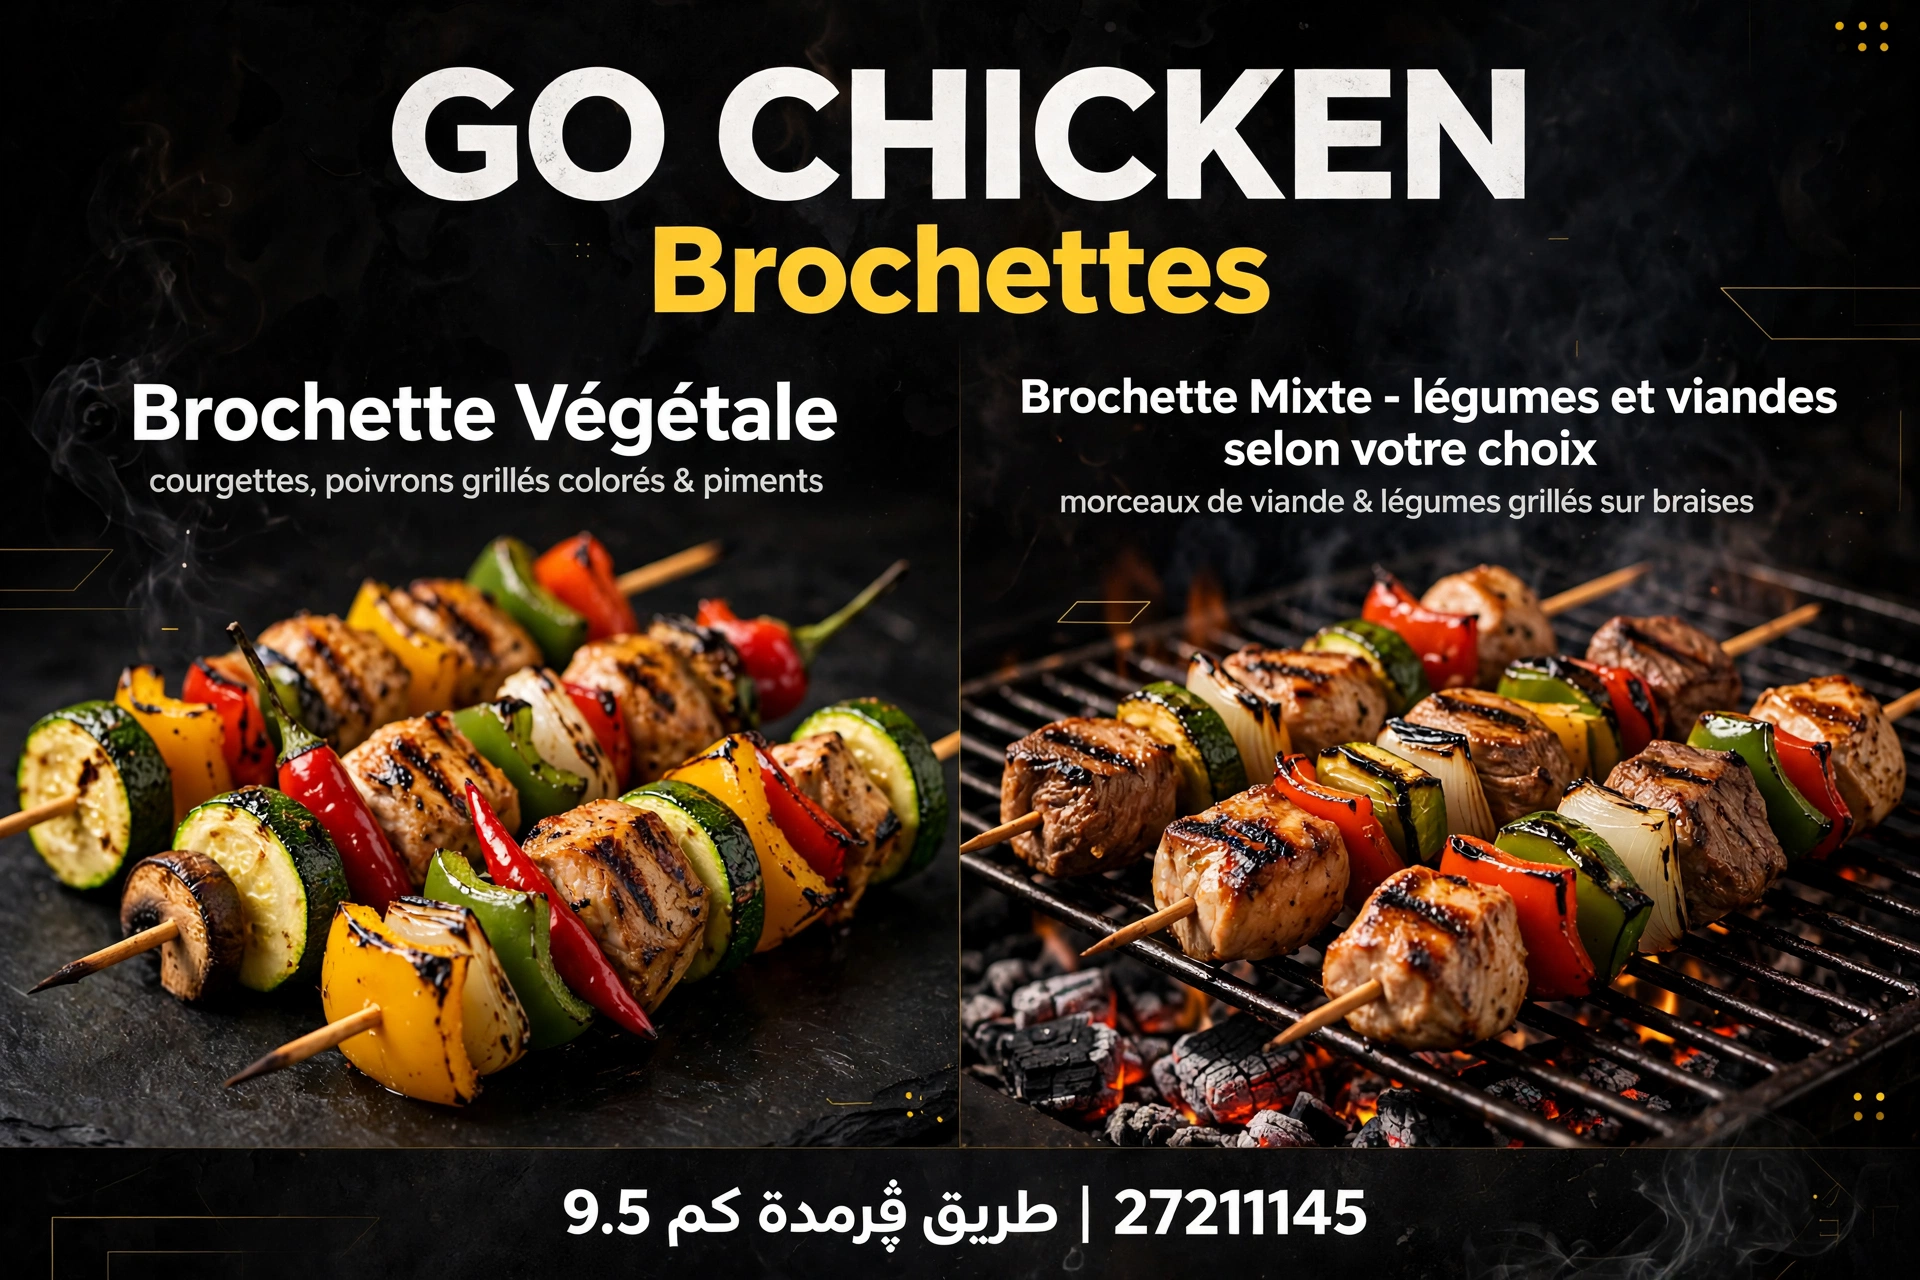 GO CHICKEN
Brochettes
Brochette Végétale
courgettes, poivrons grillés colorés & piments
Brochette Mixte - légumes et viandes
selon votre choix
morceaux de viande & légumes grillés sur braises
طريق ڨرمدة كم 9.5 | 27211145